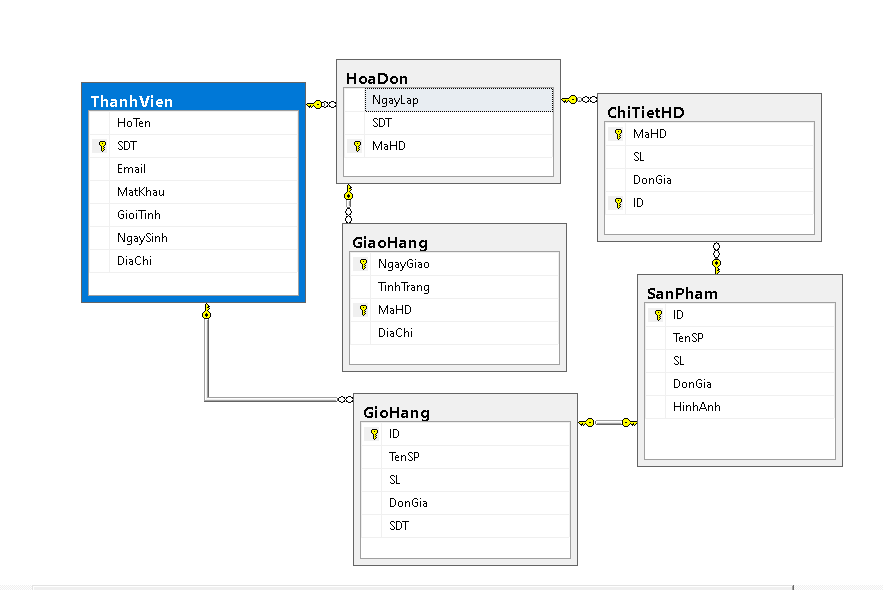 ThanhVien
HoTen
SDT
Email
MatKhau
GioiTinh
NgaySinh
DiaChi
HoaDon
NgayLap
SDT
MaHD
ChiTietHD
MaHD
SL
DonGia
ID
GiaoHang
NgayGiao
TinhTrang
MaHD
DiaChi
SanPham
ID
TenSP
SL
DonGia
HinhAnh
GioHang
ID
TenSP
SL
DonGia
SDT